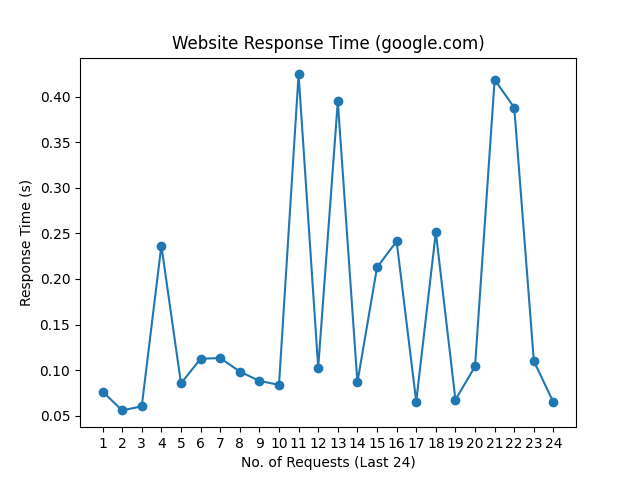 Website Response Time (google.com)
0.40
0.35
0.30
0.25
0.20
0.15
0.10
0.05
Response Time (s)
1 2 3 4 5 6 7 8 9 10 11 12 13 14 15 16 17 18 19 20 21 22 23 24
No. of Requests (Last 24)